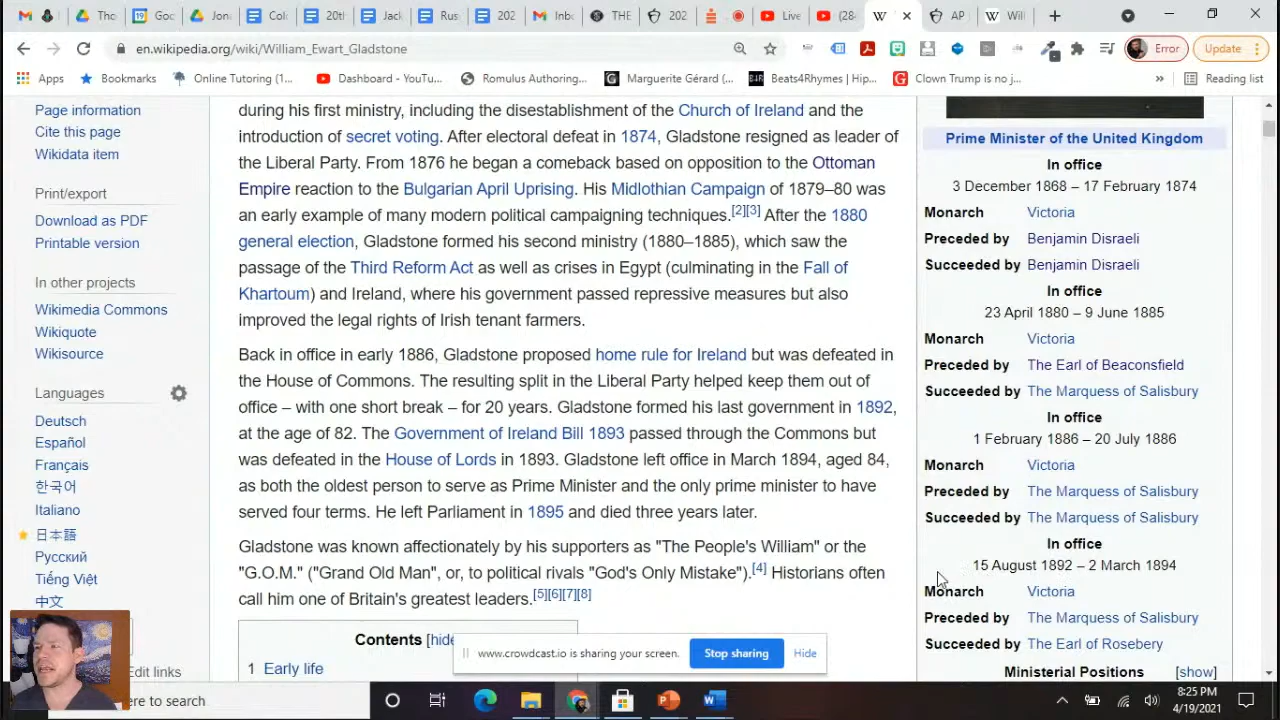 Goo
Tho
Jon
Col
20th
Jack
Rus
202
Inbo
THE
202
Live
(28-
W
AP
Wili
en.wikipedia.org/wiki/William_Ewart_Gladstone
Error
Update
Apps
Bookmarks
Online Tutoring (1...
Dashboard - YouTu...
Romulus Authoring...
Marguerite Gérard (...
Beats4Rhymes | Hip...
Clown Trump is no j...
»
Reading list
Page information
Cite this page
Wikidata item
Print/export
Download as PDF
Printable version
In other projects
Wikimedia Commons
Wikiquote
Wikisource
Languages
Deutsch
Español
Français
한국어
Italiano
日本語
Русский
Tiếng Việt
中文
Edit links
during his first ministry, including the disestablishment of the Church of Ireland and the
introduction of secret voting. After electoral defeat in 1874, Gladstone resigned as leader of
the Liberal Party. From 1876 he began a comeback based on opposition to the Ottoman
Empire reaction to the Bulgarian April Uprising. His Midlothian Campaign of 1879–80 was
an early example of many modern political campaigning techniques.[2][3] After the 1880
general election, Gladstone formed his second ministry (1880–1885), which saw the
passage of the Third Reform Act as well as crises in Egypt (culminating in the Fall of
Khartoum) and Ireland, where his government passed repressive measures but also
improved the legal rights of Irish tenant farmers.
Back in office in early 1886, Gladstone proposed home rule for Ireland but was defeated in
the House of Commons. The resulting split in the Liberal Party helped keep them out of
office – with one short break – for 20 years. Gladstone formed his last government in 1892,
at the age of 82. The Government of Ireland Bill 1893 passed through the Commons but
was defeated in the House of Lords in 1893. Gladstone left office in March 1894, aged 84,
as both the oldest person to serve as Prime Minister and the only prime minister to have
served four terms. He left Parliament in 1895 and died three years later.
Gladstone was known affectionately by his supporters as "The People's William" or the
"G.O.M." ("Grand Old Man", or, to political rivals "God's Only Mistake").[4] Historians often
call him one of Britain's greatest leaders.[5][6][7][8]
Contents [hide
1 Early life
Prime Minister of the United Kingdom
In office
3 December 1868 – 17 February 1874
Monarch Victoria
Preceded by Benjamin Disraeli
Succeeded by Benjamin Disraeli
In office
23 April 1880 – 9 June 1885
Monarch Victoria
Preceded by The Earl of Beaconsfield
Succeeded by The Marquess of Salisbury
In office
1 February 1886 – 20 July 1886
Monarch Victoria
Preceded by The Marquess of Salisbury
Succeeded by The Marquess of Salisbury
In office
15 August 1892 – 2 March 1894
Monarch Victoria
Preceded by The Marquess of Salisbury
Succeeded by The Earl of Rosebery
Ministerial Positions [show]
www.crowdcast.io is sharing your screen.
Stop sharing
Hide
ere to search
8:25 PM
4/19/2021